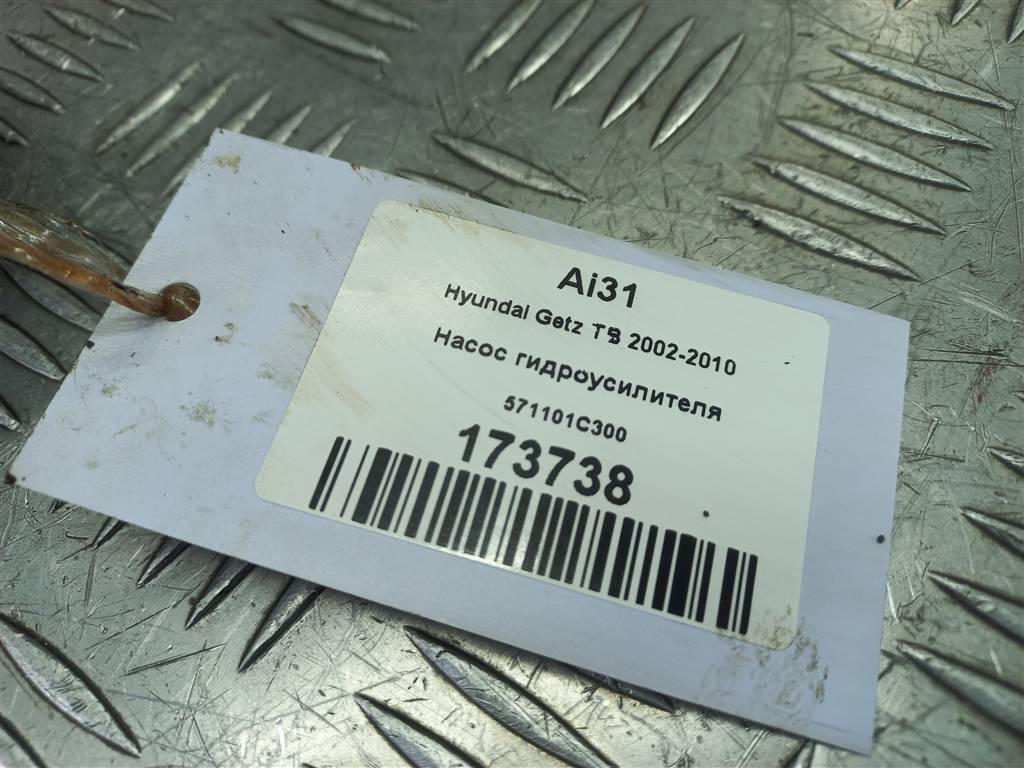 Ai31
Hyundai Getz TB 2002-2010
Насос гидроусилителя
571101C300
173738